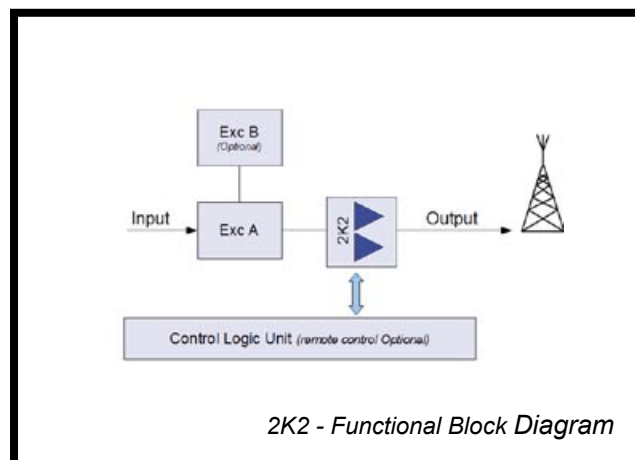 Exc B
(Optional)
Input
Exc A
2K2
Output
Control Logic Unit (remote control Optional)
2K2 - Functional Block Diagram